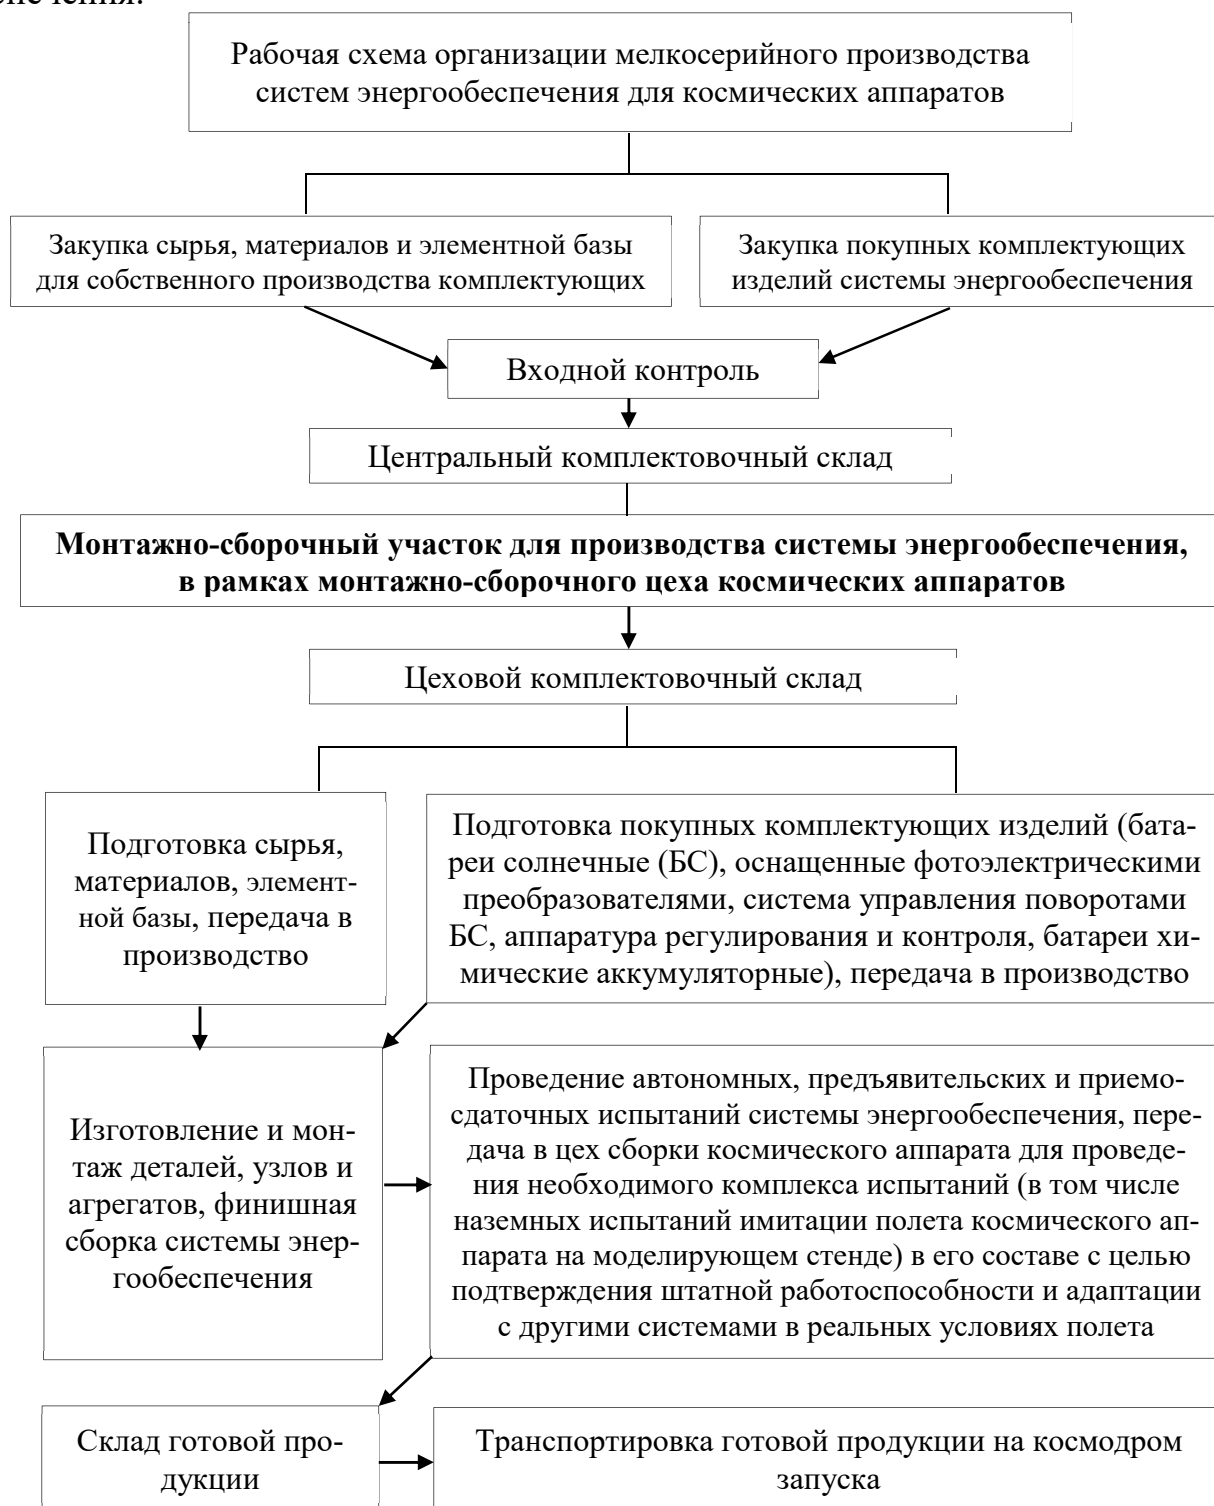 Рабочая схема организации мелкосерийного производства
систем энергообеспечения для космических аппаратов
Закупка сырья, материалов и элементной базы
для собственного производства комплектующих
Закупка покупных комплектующих
изделий системы энергообеспечения
Входной контроль
Центральный комплектовочный склад
Монтажно-сборочный участок для производства системы энергообеспечения,
в рамках монтажно-сборочного цеха космических аппаратов
Цеховой комплектовочный склад
Подготовка сырья,
материалов, элемент-
ной базы, передача в
производство
Подготовка покупных комплектующих изделий (бата-
реи солнечные (БС), оснащенные фотоэлектрическими
преобразователями, система управления поворотами
БС, аппаратура регулирования и контроля, батареи хи-
мические аккумуляторные), передача в производство
Изготовление и мон-
таж деталей, узлов и
агрегатов, финишная
сборка системы энер-
гообеспечения
Проведение автономных, предъявительских и приемо-
сдаточных испытаний системы энергообеспечения, пере-
дача в цех сборки космического аппарата для проведе-
ния необходимого комплекса испытаний (в том числе
наземных испытаний имитации полета космического ап-
парата на моделирующем стенде) в его составе с целью
подтверждения штатной работоспособности и адаптации
с другими системами в реальных условиях полета
Склад готовой про-
дукции
Транспортировка готовой продукции на космодром
запуска